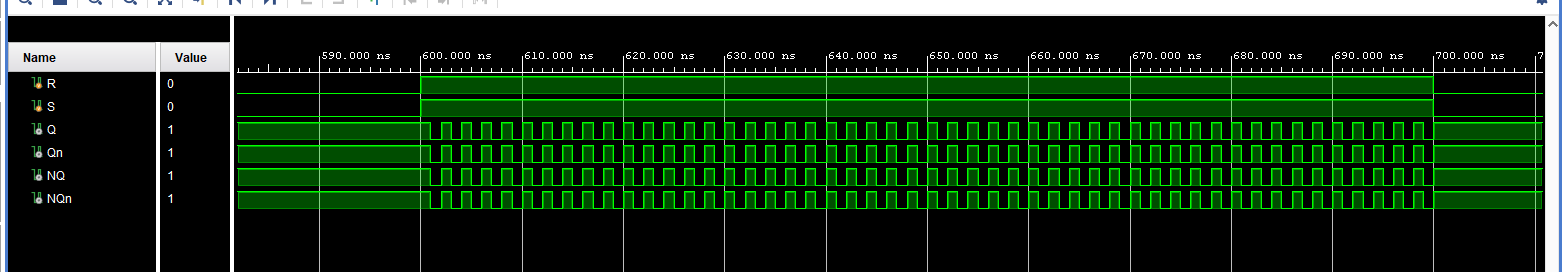 Name Value
590.000 ns 600.000 ns 610.000 ns 620.000 ns 630.000 ns 640.000 ns 650.000 ns 660.000 ns 670.000 ns 680.000 ns 690.000 ns 700.000 ns
R 0
S 0
Q 1
Qn 1
NQ 1
NQn 1